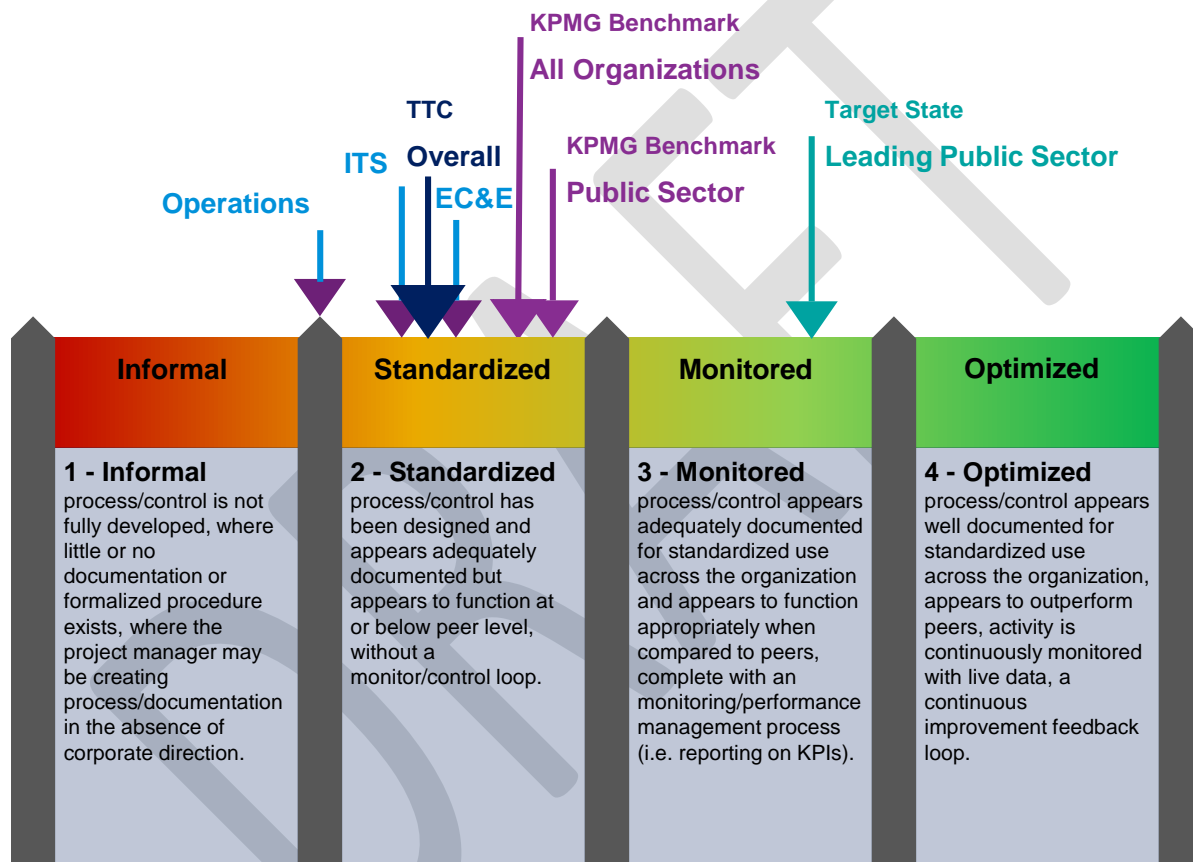 KPMG Benchmark
All Organizations
TTC
Overall
ITS
EC&E
Operations
KPMG Benchmark
Public Sector
Target State
Leading Public Sector
Informal
Standardized
Monitored
Optimized
1 - Informal
process/control is not
fully developed, where
little or no
documentation or
formalized procedure
exists, where the
project manager may
be creating
process/documentation
in the absence of
corporate direction.
2 - Standardized
process/control has
been designed and
appears adequately
documented but
appears to function at
or below peer level,
without a
monitor/control loop.
3 - Monitored
process/control appears
adequately documented
for standardized use
across the organization
and appears to function
appropriately when
compared to peers,
complete with an
monitoring/performance
management process
(i.e. reporting on KPIs).
4 - Optimized
process/control appears
well documented for
standardized use
across the organization,
appears to outperform
peers, activity is
continuously monitored
with live data, a
continuous
improvement feedback
loop.
DRAFT